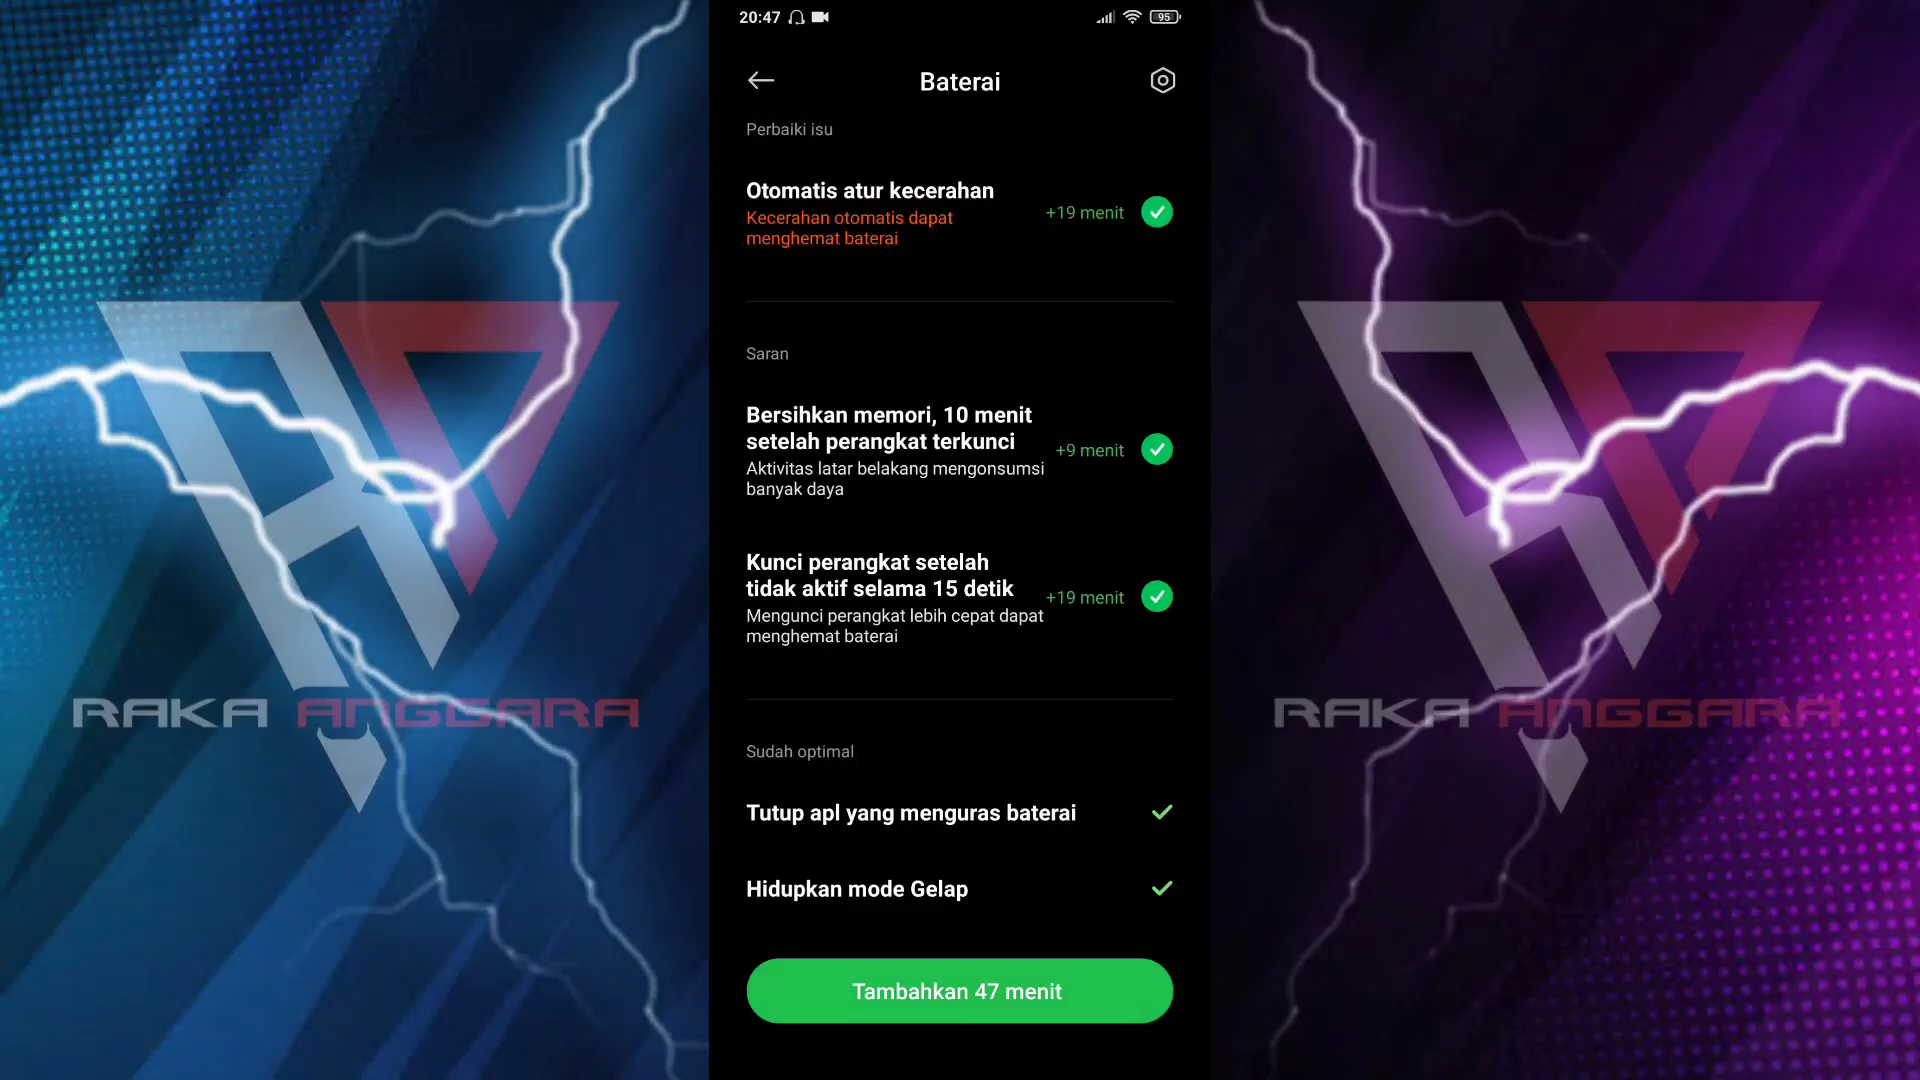 20:47
95
Baterai
Perbaiki isu
Otomatis atur kecerahan
Kecerahan otomatis dapat
menghemat baterai
+19 menit
Saran
Bersihkan memori, 10 menit
setelah perangkat terkunci
Aktivitas latar belakang mengonsumsi
banyak daya
+9 menit
Kunci perangkat setelah
tidak aktif selama 15 detik
Mengunci perangkat lebih cepat dapat
menghemat baterai
+19 menit
Sudah optimal
Tutup apl yang menguras baterai
Hidupkan mode Gelap
Tambahkan 47 menit
RAKA ANGGARA
RAKA ANGGARA